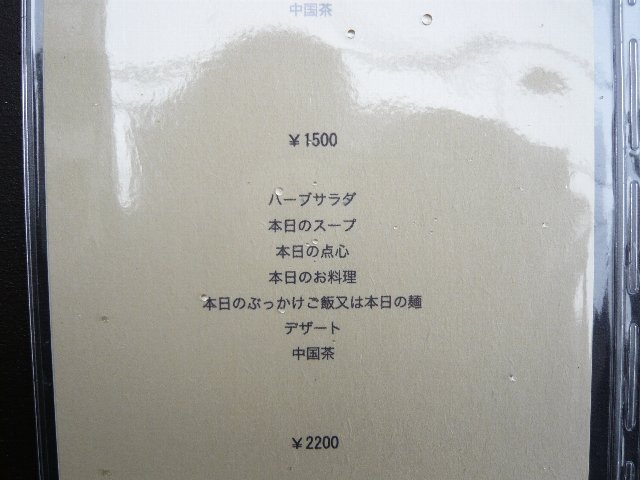 中国茶
￥1500
ハーブサラダ
本日のスープ
本日の点心
本日のお料理
本日のぶっかけご飯又は本日の麺
デザート
中国茶
￥2200